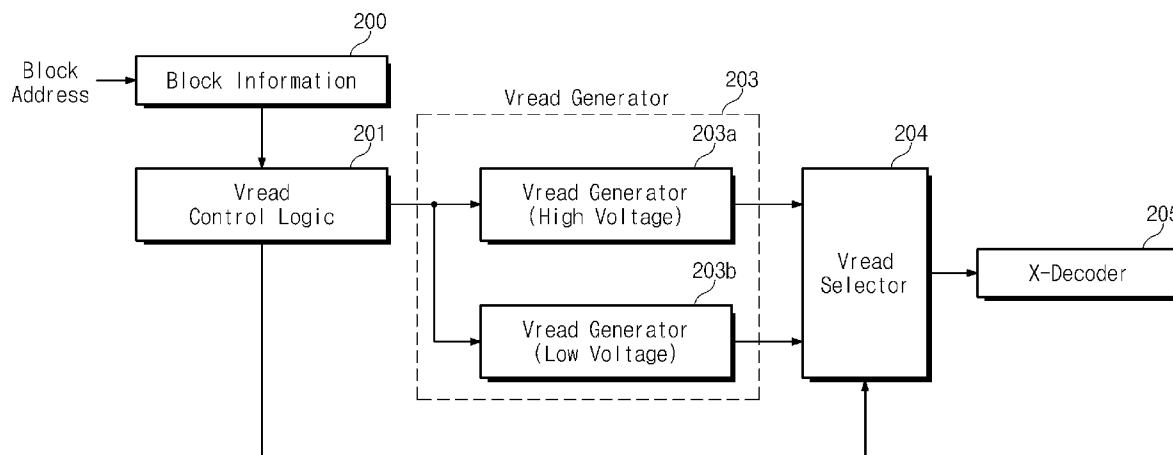 200
Block
Address
Block Information
203
Vread Generator
201
Vread
Control Logic
203a
Vread Generator
(High Voltage)
204
Vread
Selector
205
X-Decoder
203b
Vread Generator
(Low Voltage)